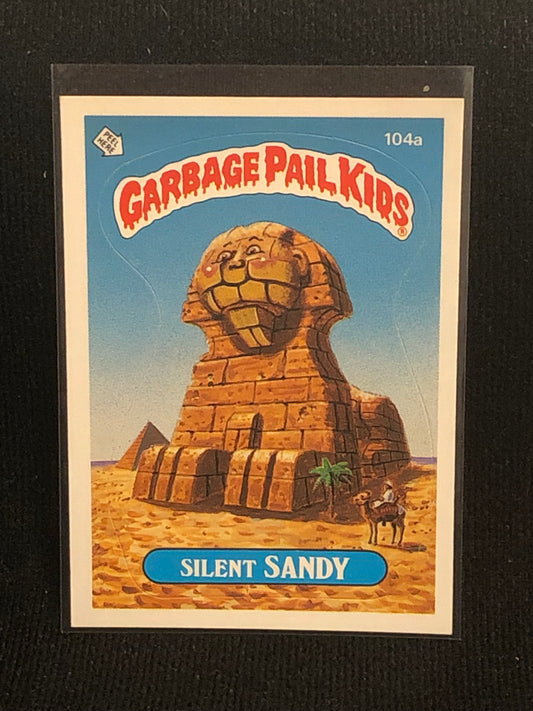 PEEL
HERE
104a
GARBAGE PAIL KIDS
®
SILENT SANDY